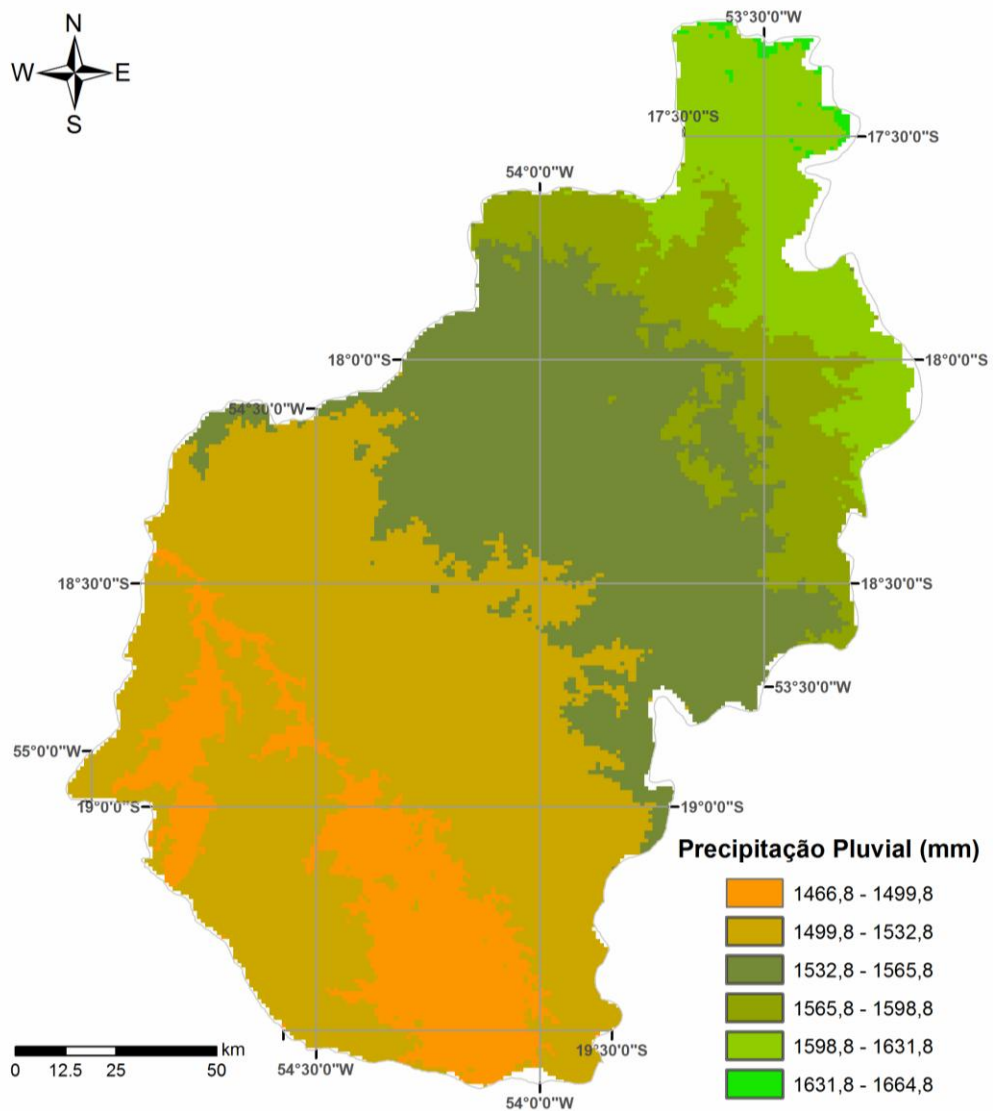 N
W E
S
53°30'0"W
17°30'0"S
17°30'0"S
54°0'0"W
18°0'0"S
18°0'0"S
54°30'0"W
18°30'0"S
18°30'0"S
53°30'0"W
55°0'0"W
19°0'0"S
19°0'0"S
Precipitação Pluvial (mm)
1466,8 - 1499,8
1499,8 - 1532,8
1532,8 - 1565,8
1565,8 - 1598,8
1598,8 - 1631,8
1631,8 - 1664,8
19°30'0"S
km
0 12.5 25 50
54°30'0"W
54°0'0"W